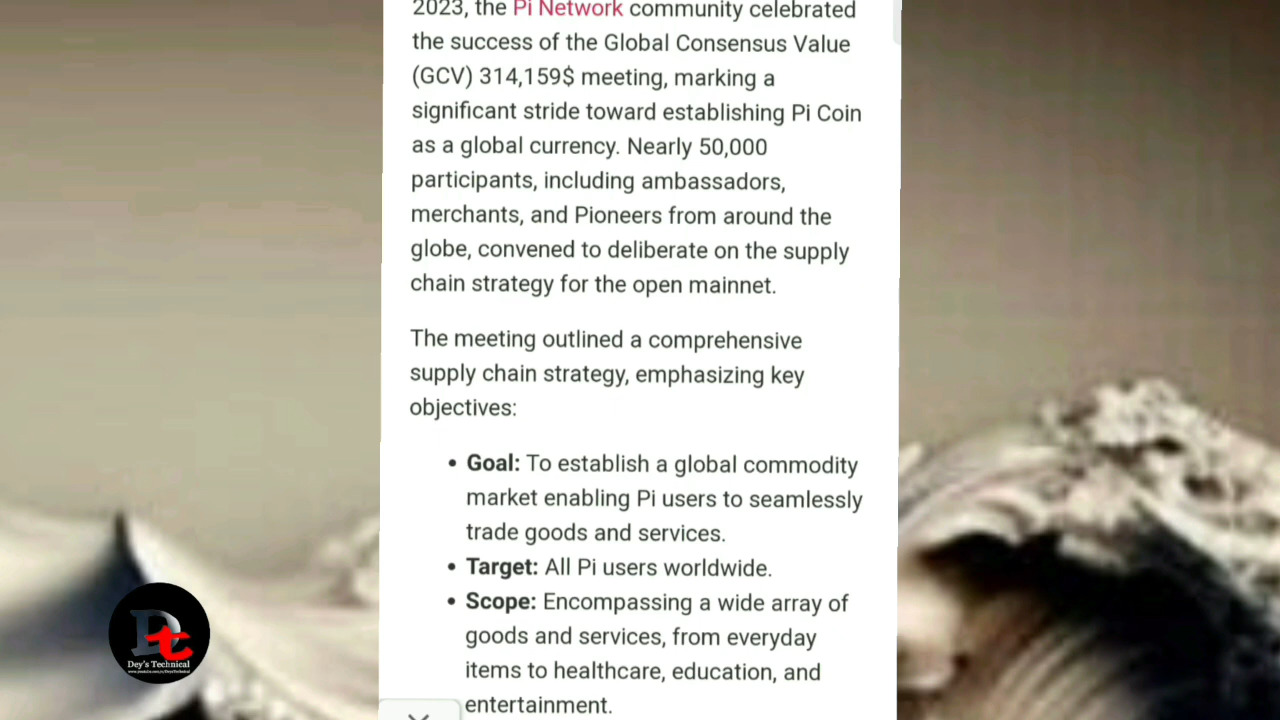 2023, the Pi Network community celebrated
the success of the Global Consensus Value
(GCV) 314,159$ meeting, marking a
significant stride toward establishing Pi Coin
as a global currency. Nearly 50,000
participants, including ambassadors,
merchants, and Pioneers from around the
globe, convened to deliberate on the supply
chain strategy for the open mainnet.
The meeting outlined a comprehensive
supply chain strategy, emphasizing key
objectives:
• Goal: To establish a global commodity
market enabling Pi users to seamlessly
trade goods and services.
• Target: All Pi users worldwide.
• Scope: Encompassing a wide array of
goods and services, from everyday
items to healthcare, education, and
entertainment.
Dt
Dey's Technical